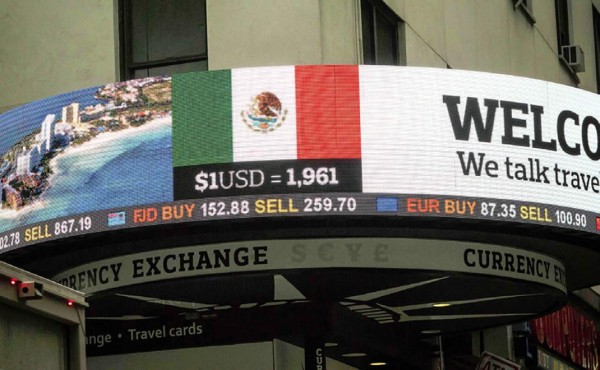 WELCO
We talk trave
$1USD = 1,961
02.78 SELL 867.19 FJD BUY 152.88 SELL 259.70 EUR BUY 87.35 SELL 100.90
RRENCY EXCHANGE $ € ¥ £ CURRENCY EX
ange • Travel cards